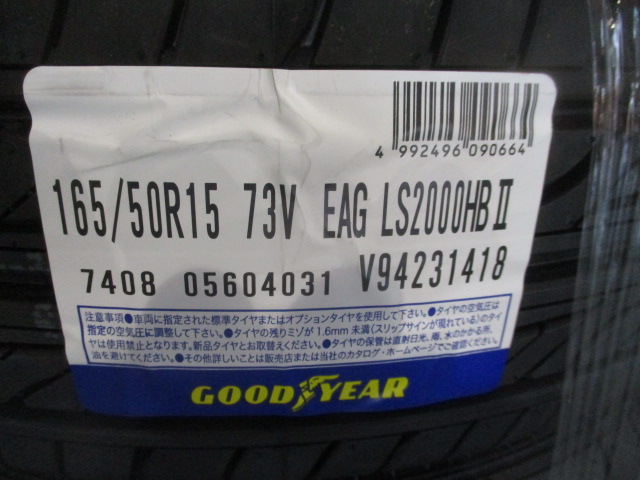 4 992496 090664
165/50R15 73V EAG LS2000HBⅡ
7408 05604031 V94231418
注意事項●車両に指定された標準タイヤまたはオプションタイヤを使用して下さい。●タイヤの空気圧は
指定の空気圧に調整して下さい。●タイヤの残りミゾが1.6mm未満(スリップサインが現れている)のタイ
ヤは使用禁止となります。新品タイヤとお取替えください。●タイヤの保管は直射日光、雨、水のかかる所、
油を避けてください。●その他詳しいことは販売店または当社のカタログ・ホームページでご確認ください。
GOOD YEAR